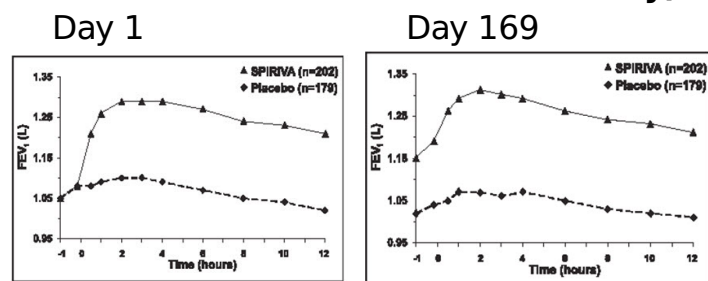 Day 1
Day 169
▲ SPIRIVA (n=202)
◆ Placebo (n=179)
FEV₁ (L)
1.35
1.25
1.15
1.05
0.95
-1 0 2 4 6 8 10 12
Time (hours)
▲ SPIRIVA (n=202)
◆ Placebo (n=179)
FEV₁ (L)
1.35
1.25
1.15
1.05
0.95
-1 0 2 4 6 8 10 12
Time (hours)